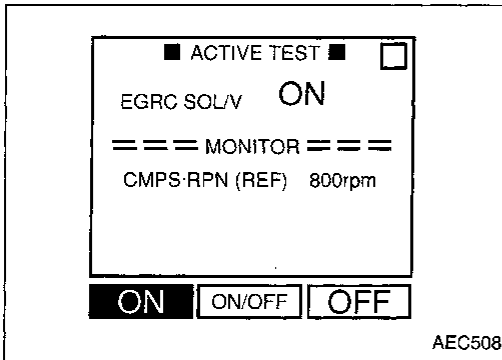 ■ ACTIVE TEST ■
EGRC SOL/V ON
=== MONITOR ===
CMPS·RPN (REF) 800rpm
ON ON/OFF OFF
AEC508